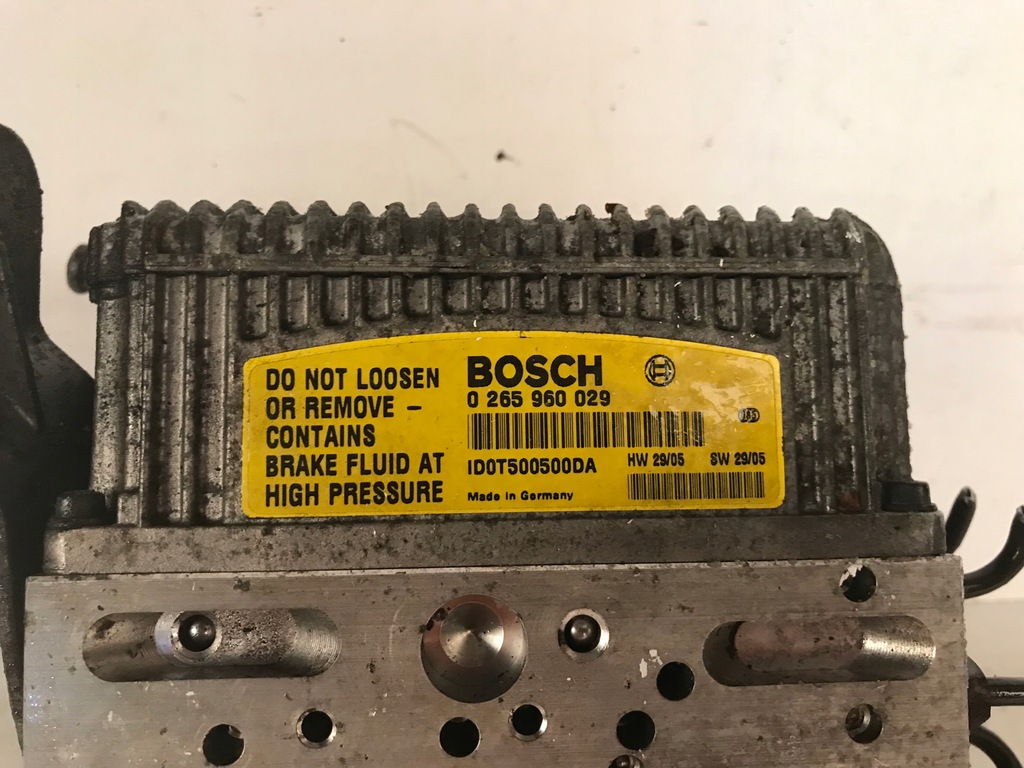 DO NOT LOOSEN
OR REMOVE –
CONTAINS
BRAKE FLUID AT
HIGH PRESSURE
BOSCH
0 265 960 029
ID0T500500DA
HW 29/05 SW 29/05
Made in Germany